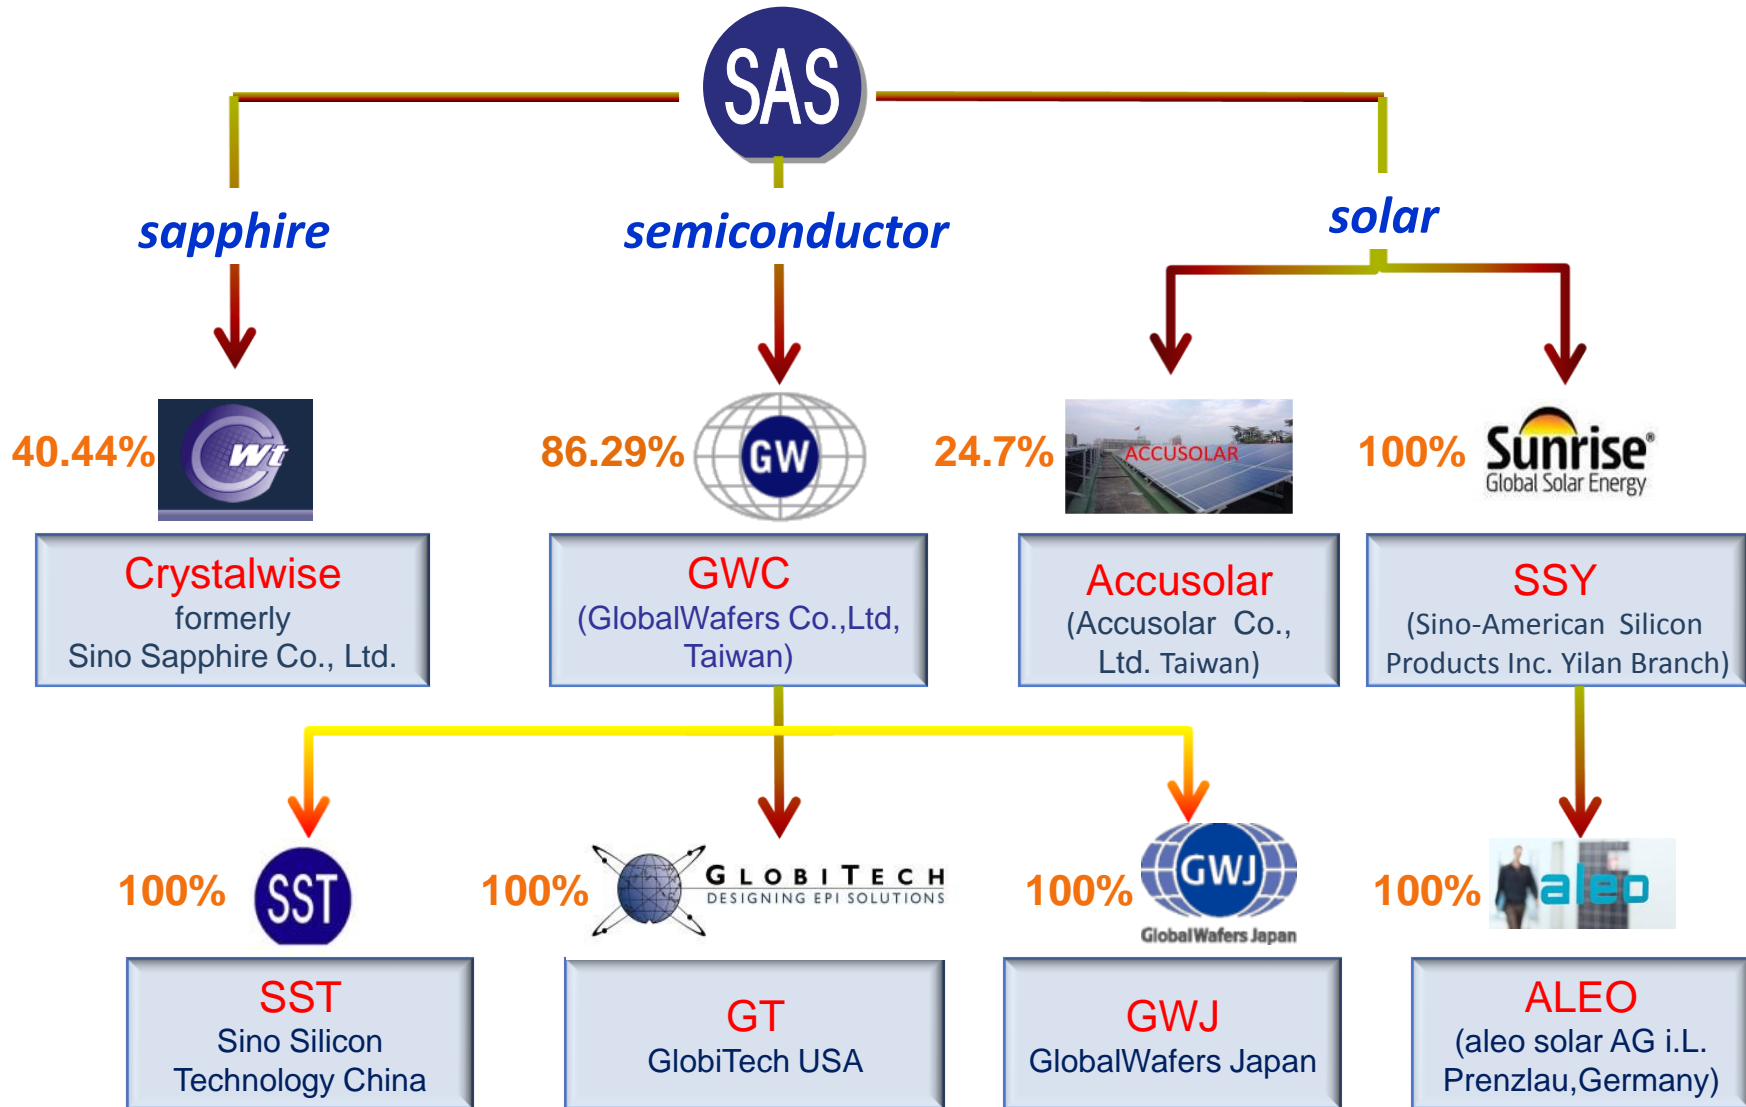 SAS
sapphire
semiconductor
solar
40.44%
Wt
86.29%
GW
24.7%
ACCUSOLAR
100%
Sunrise®
Global Solar Energy
Crystalwise
formerly
Sino Sapphire Co., Ltd.
GWC
(GlobalWafers Co.,Ltd,
Taiwan)
Accusolar
(Accusolar Co.,
Ltd. Taiwan)
SSY
(Sino-American Silicon
Products Inc. Yilan Branch)
100%
SST
100%
GLOBITECH
DESIGNING EPI SOLUTIONS
100%
GWJ
GlobalWafers Japan
100%
aleo
SST
Sino Silicon
Technology China
GT
GlobiTech USA
GWJ
GlobalWafers Japan
ALEO
(aleo solar AG i.L.
Prenzlau,Germany)